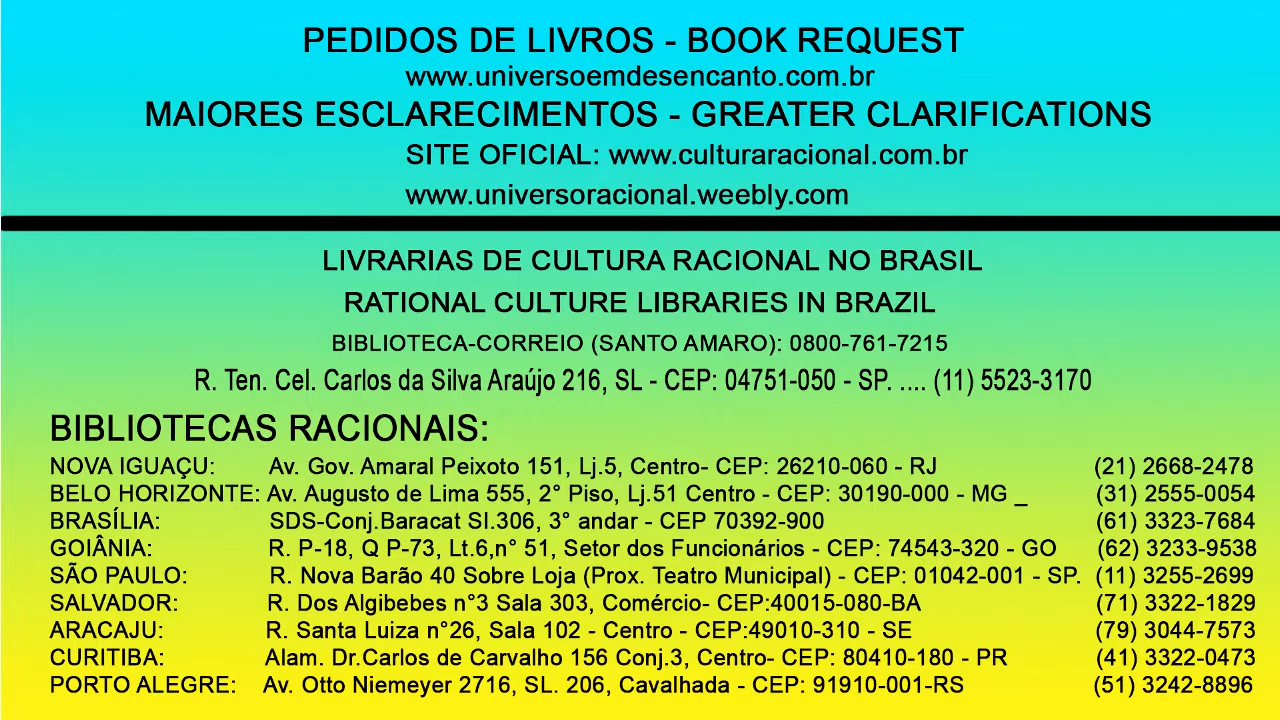 PEDIDOS DE LIVROS - BOOK REQUEST
www.universoemdesencanto.com.br
MAIORES ESCLARECIMENTOS - GREATER CLARIFICATIONS
SITE OFICIAL: www.culturaracional.com.br
www.universoracional.weebly.com
LIVRARIAS DE CULTURA RACIONAL NO BRASIL
RATIONAL CULTURE LIBRARIES IN BRAZIL
BIBLIOTECA-CORREIO (SANTO AMARO): 0800-761-7215
R. Ten. Cel. Carlos da Silva Araújo 216, SL - CEP: 04751-050 - SP. .... (11) 5523-3170
BIBLIOTECAS RACIONAIS:
NOVA IGUAÇU: Av. Gov. Amaral Peixoto 151, Lj.5, Centro- CEP: 26210-060 - RJ (21) 2668-2478
BELO HORIZONTE: Av. Augusto de Lima 555, 2° Piso, Lj.51 Centro - CEP: 30190-000 - MG _ (31) 2555-0054
BRASÍLIA: SDS-Conj.Baracat Sl.306, 3° andar - CEP 70392-900 (61) 3323-7684
GOIÂNIA: R. P-18, Q P-73, Lt.6,n° 51, Setor dos Funcionários - CEP: 74543-320 - GO (62) 3233-9538
SÃO PAULO: R. Nova Barão 40 Sobre Loja (Prox. Teatro Municipal) - CEP: 01042-001 - SP. (11) 3255-2699
SALVADOR: R. Dos Algibebes n°3 Sala 303, Comércio- CEP:40015-080-BA (71) 3322-1829
ARACAJU: R. Santa Luiza n°26, Sala 102 - Centro - CEP:49010-310 - SE (79) 3044-7573
CURITIBA: Alam. Dr.Carlos de Carvalho 156 Conj.3, Centro- CEP: 80410-180 - PR (41) 3322-0473
PORTO ALEGRE: Av. Otto Niemeyer 2716, SL. 206, Cavalhada - CEP: 91910-001-RS (51) 3242-8896